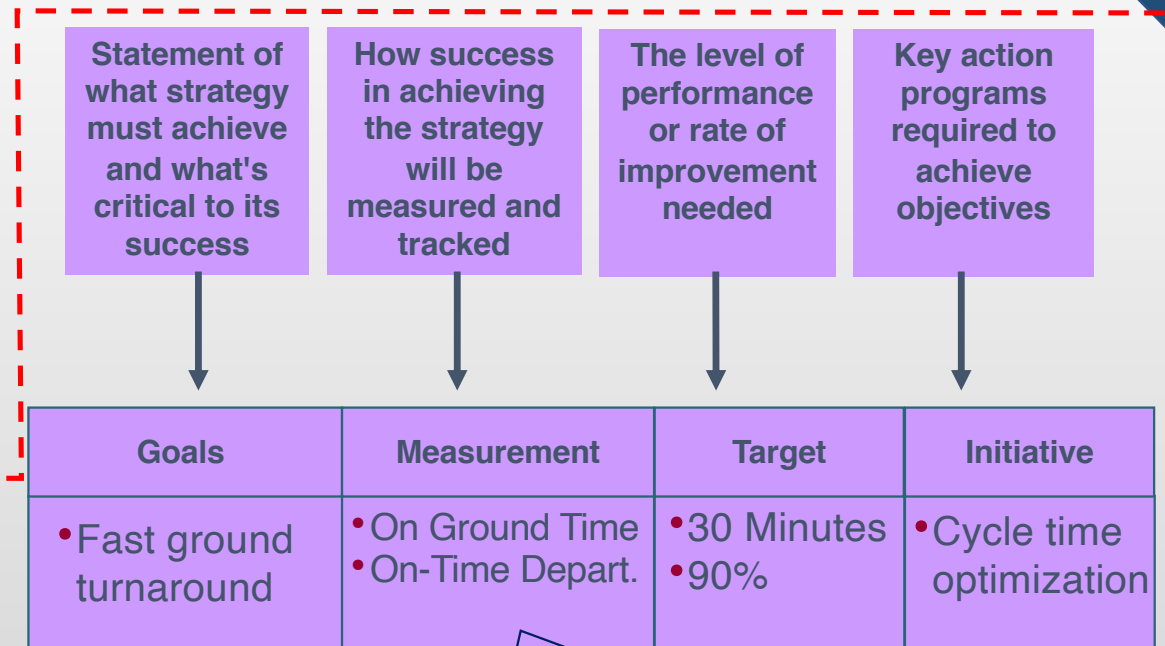 Statement of
what strategy
must achieve
and what's
critical to its
success
How success
in achieving
the strategy
will be
measured and
tracked
The level of
performance
or rate of
improvement
needed
Key action
programs
required to
achieve
objectives
Goals
Measurement
Target
Initiative
•Fast ground
turnaround
•On Ground Time
•On-Time Depart.
•30 Minutes
•90%
•Cycle time
optimization